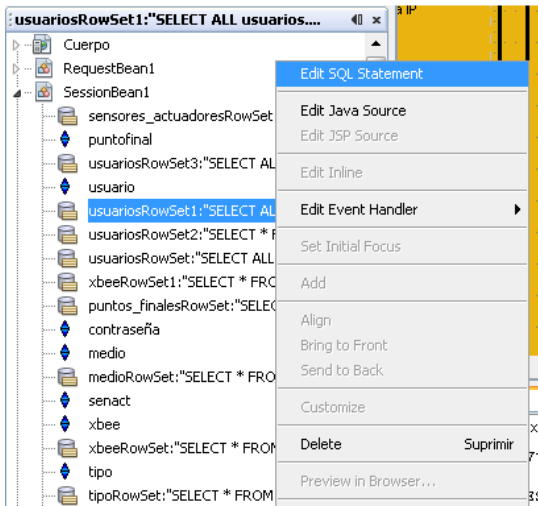 usuariosRowSet1:"SELECT ALL usuarios....
a IP
Cuerpo
RequestBean1
SessionBean1
sensores_actuadoresRowSet
puntofinal
usuariosRowSet3:"SELECT AL
usuario
usuariosRowSet1:"SELECT AL
usuariosRowSet2:"SELECT * F
usuariosRowSet:"SELECT ALL
xbeeRowSet1:"SELECT * FRO
puntos_finalesRowSet:"SELEC
contraseña
medio
medioRowSet:"SELECT * FRO
senact
xbee
xbeeRowSet:"SELECT * FROM
tipo
tipoRowSet:"SELECT * FROM
Edit SQL Statement
Edit Java Source
Edit JSP Source
Edit Inline
Edit Event Handler
Set Initial Focus
Add
Align
Bring to Front
Send to Back
Customize
Delete Suprimir
Preview in Browser...